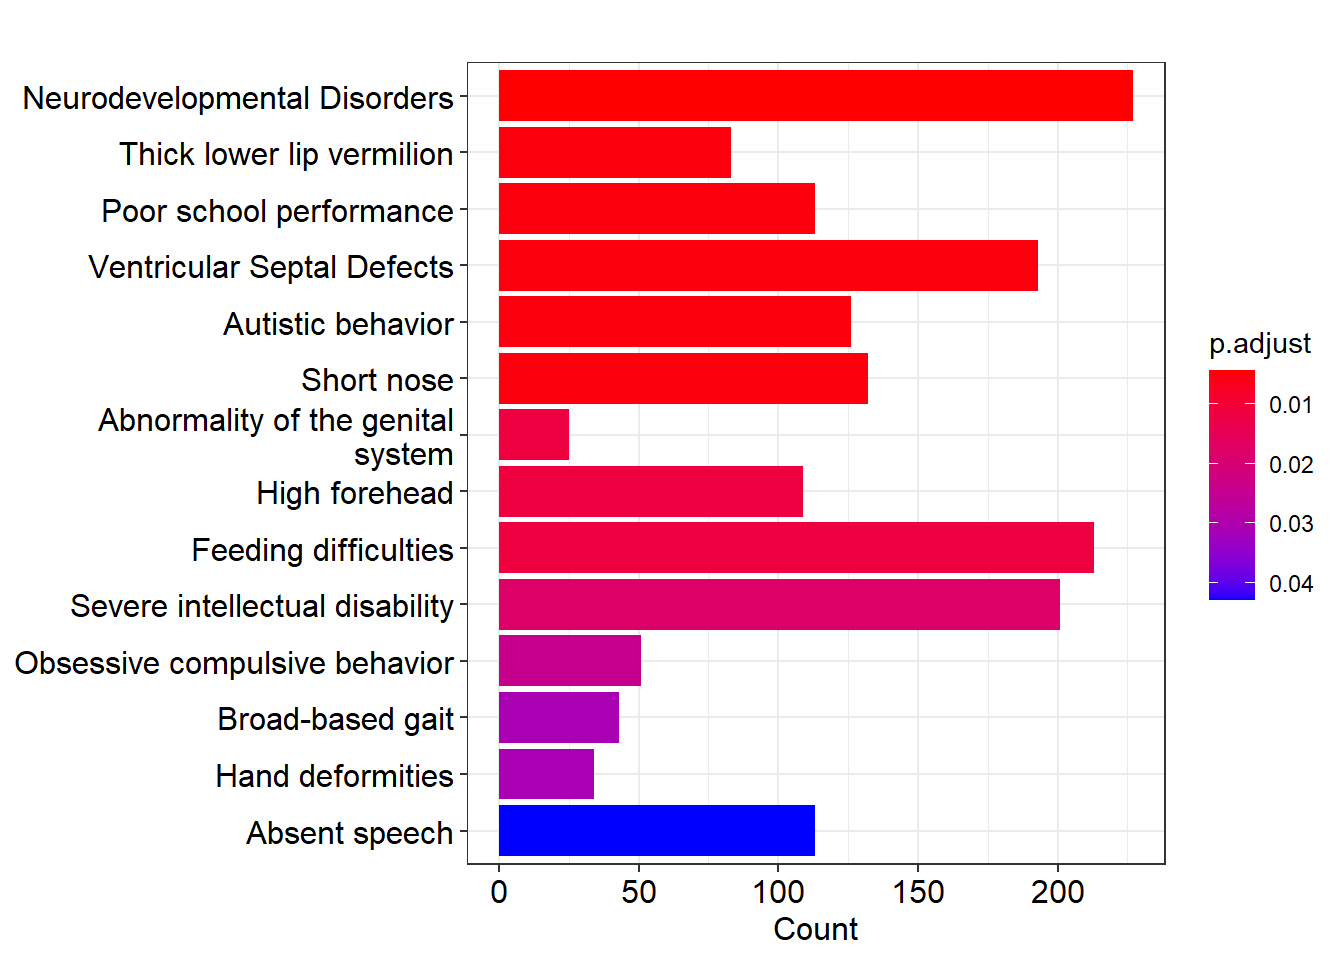 Neurodevelopmental Disorders
Thick lower lip vermilion
Poor school performance
Ventricular Septal Defects
Autistic behavior
Short nose
Abnormality of the genital
system
High forehead
Feeding difficulties
Severe intellectual disability
Obsessive compulsive behavior
Broad-based gait
Hand deformities
Absent speech
0 50 100 150 200
Count
p.adjust
0.01
0.02
0.03
0.04